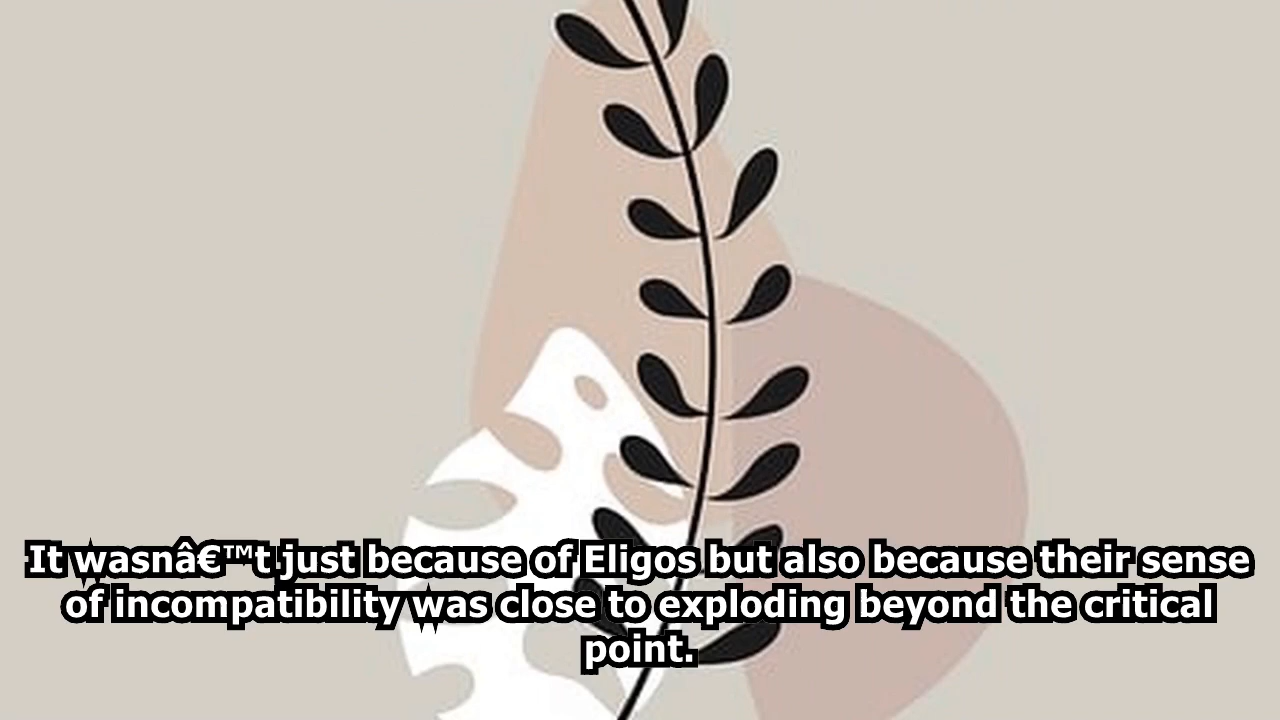 It wasnâ€™t just because of Eligos but also because their sense
of incompatibility was close to exploding beyond the critical
point.